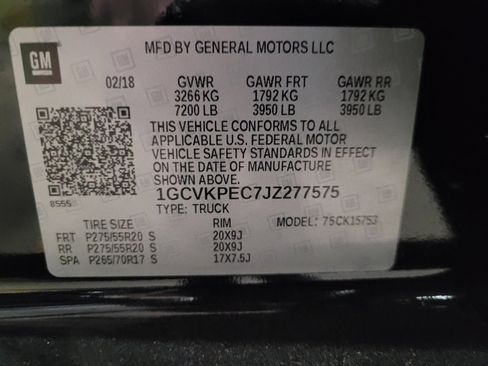 GM
MFD BY GENERAL MOTORS LLC
02/18 GVWR GAWR FRT GAWR RR
3266 KG 1792 KG 1792 KG
7200 LB 3950 LB 3950 LB
THIS VEHICLE CONFORMS TO ALL
APPLICABLE U.S. FEDERAL MOTOR
VEHICLE SAFETY STANDARDS IN EFFECT
ON THE DATE OF MANUFACTURE
SHOWN ABOVE.
8555
1GCVKPEC7JZ277575
TYPE: TRUCK
TIRE SIZE RIM 75CK15753
FRT P275/55R20 S 20X9J
RR P275/55R20 S 20X9J
SPA P265/70R17 S 17X7.5J